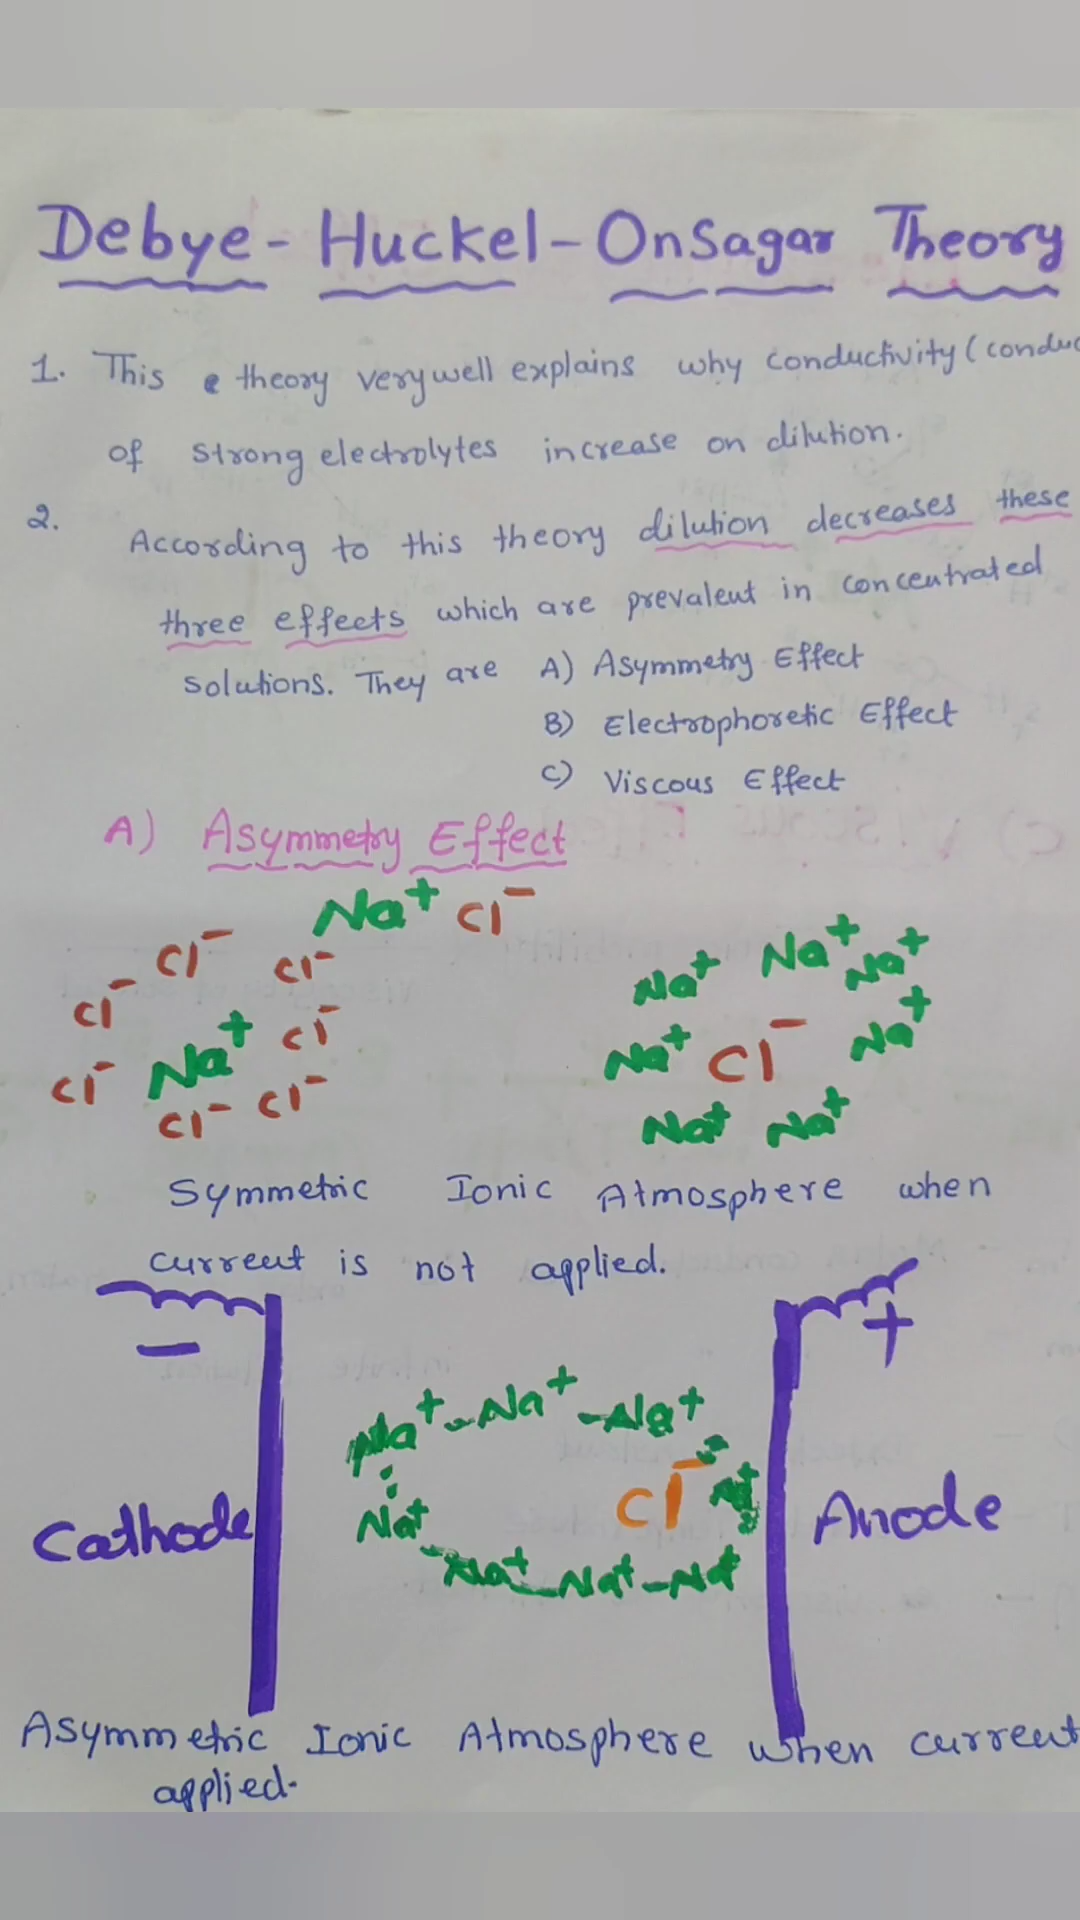 Debye-Huckel-Onsagar Theory
1. This theory very well explains why conductivity (conduc
of strong electrolytes increase on dilution.
2. According to this theory dilution decreases these
three effects which are prevalent in concentrated
solutions. They are A) Asymmetry Effect
B) Electrophoretic Effect
C) Viscous Effect
A) Asymmetry Effect
Na⁺ Cl⁻
Cl⁻ Cl⁻ Na⁺ Na⁺ Na⁺
Cl⁻ Na⁺ Cl⁻ Na⁺ Cl⁻ Na⁺
Cl⁻ Cl⁻ Cl⁻ Na⁺ Na⁺
Symmetric Ionic Atmosphere when
current is not applied.
− +
Na⁺-Na⁺-Na⁺
Cathode Na⁺ Cl⁻ Na⁺ Anode
Na⁺-Na⁺-Na⁺
Asymmetric Ionic Atmosphere when current
applied.